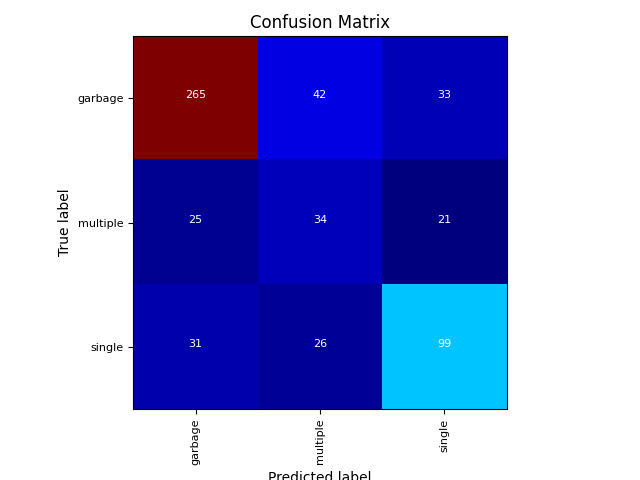 Confusion Matrix
True label
garbage 265 42 33
multiple 25 34 21
single 31 26 99
garbage multiple single
Predicted label